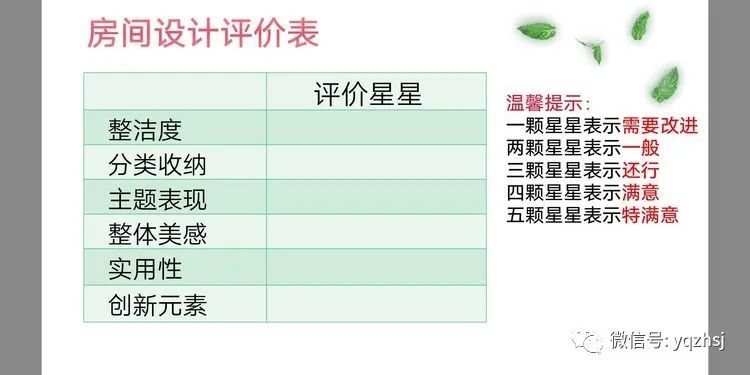 房间设计评价表
评价星星
整洁度
分类收纳
主题表现
整体美感
实用性
创新元素
温馨提示:
一颗星星表示需要改进
两颗星星表示一般
三颗星星表示还行
四颗星星表示满意
五颗星星表示特满意
微信号: yqzhsj